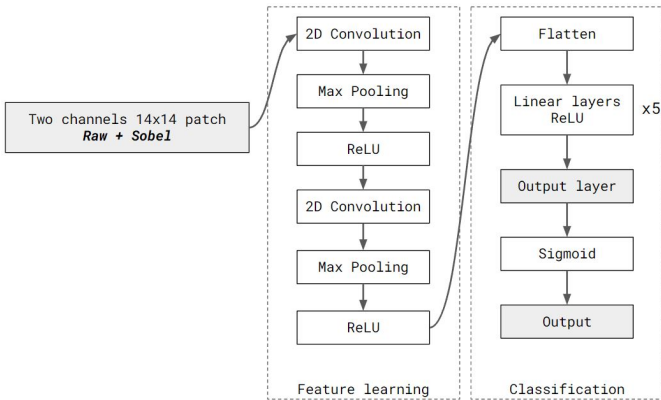 Two channels 14x14 patch
Raw + Sobel
2D Convolution
Max Pooling
ReLU
2D Convolution
Max Pooling
ReLU
Feature learning
Flatten
Linear layers
ReLU
x5
Output layer
Sigmoid
Output
Classification